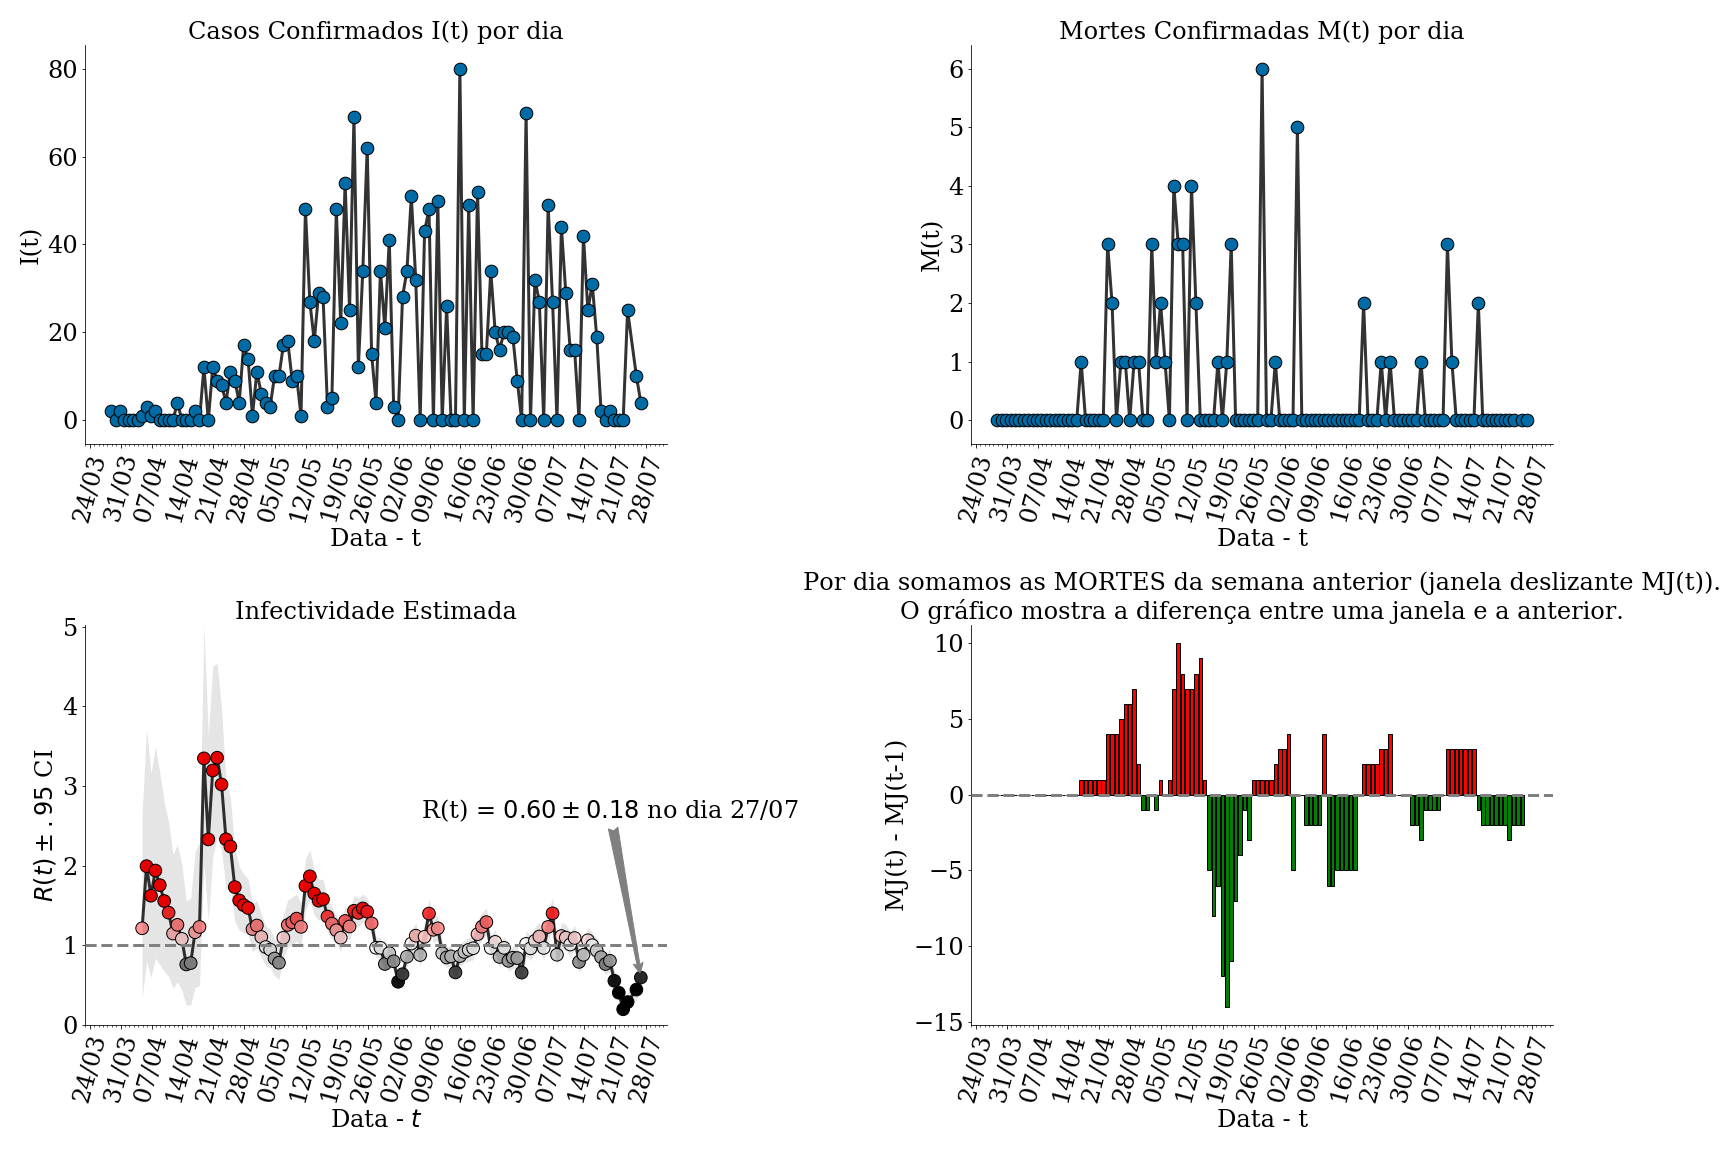 Casos Confirmados I(t) por dia
I(t)
80
60
40
20
0
24/03 31/03 07/04 14/04 21/04 28/04 05/05 12/05 19/05 26/05 02/06 09/06 16/06 23/06 30/06 07/07 14/07 21/07 28/07
Data - t
Mortes Confirmadas M(t) por dia
M(t)
6
5
4
3
2
1
0
24/03 31/03 07/04 14/04 21/04 28/04 05/05 12/05 19/05 26/05 02/06 09/06 16/06 23/06 30/06 07/07 14/07 21/07 28/07
Data - t
Infectividade Estimada
R(t) ± .95 CI
5
4
3
2
1
0
R(t) = 0.60 ± 0.18 no dia 27/07
24/03 31/03 07/04 14/04 21/04 28/04 05/05 12/05 19/05 26/05 02/06 09/06 16/06 23/06 30/06 07/07 14/07 21/07 28/07
Data - t
Por dia somamos as MORTES da semana anterior (janela deslizante MJ(t)).
O gráfico mostra a diferença entre uma janela e a anterior.
MJ(t) - MJ(t-1)
10
5
0
−5
−10
−15
24/03 31/03 07/04 14/04 21/04 28/04 05/05 12/05 19/05 26/05 02/06 09/06 16/06 23/06 30/06 07/07 14/07 21/07 28/07
Data - t